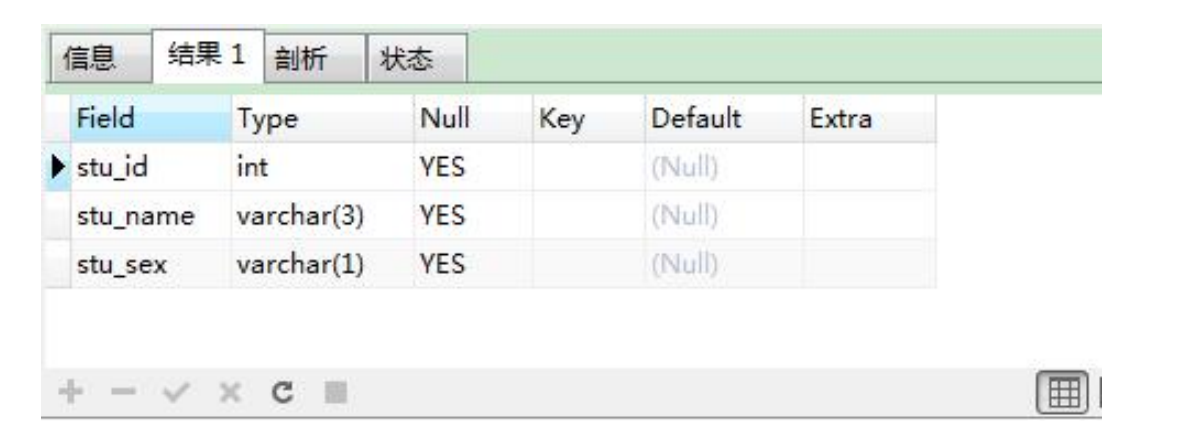 信息 结果 1 剖析 状态
Field Type Null Key Default Extra
stu_id int YES (Null)
stu_name varchar(3) YES (Null)
stu_sex varchar(1) YES (Null)